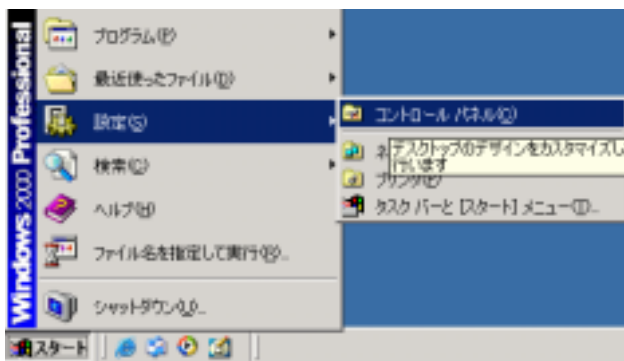 Windows 2000 Professional
プログラム(P)
最近使ったファイル(D)
設定(S)
検索(C)
ヘルプ(H)
ファイル名を指定して実行(R)...
シャットダウン(U)...
コントロール パネル(C)
ネ
デスクトップのデザインをカスタマイズし
行います
プリンタ(P)
タスク バーと [スタート] メニュー(T)...
スタート